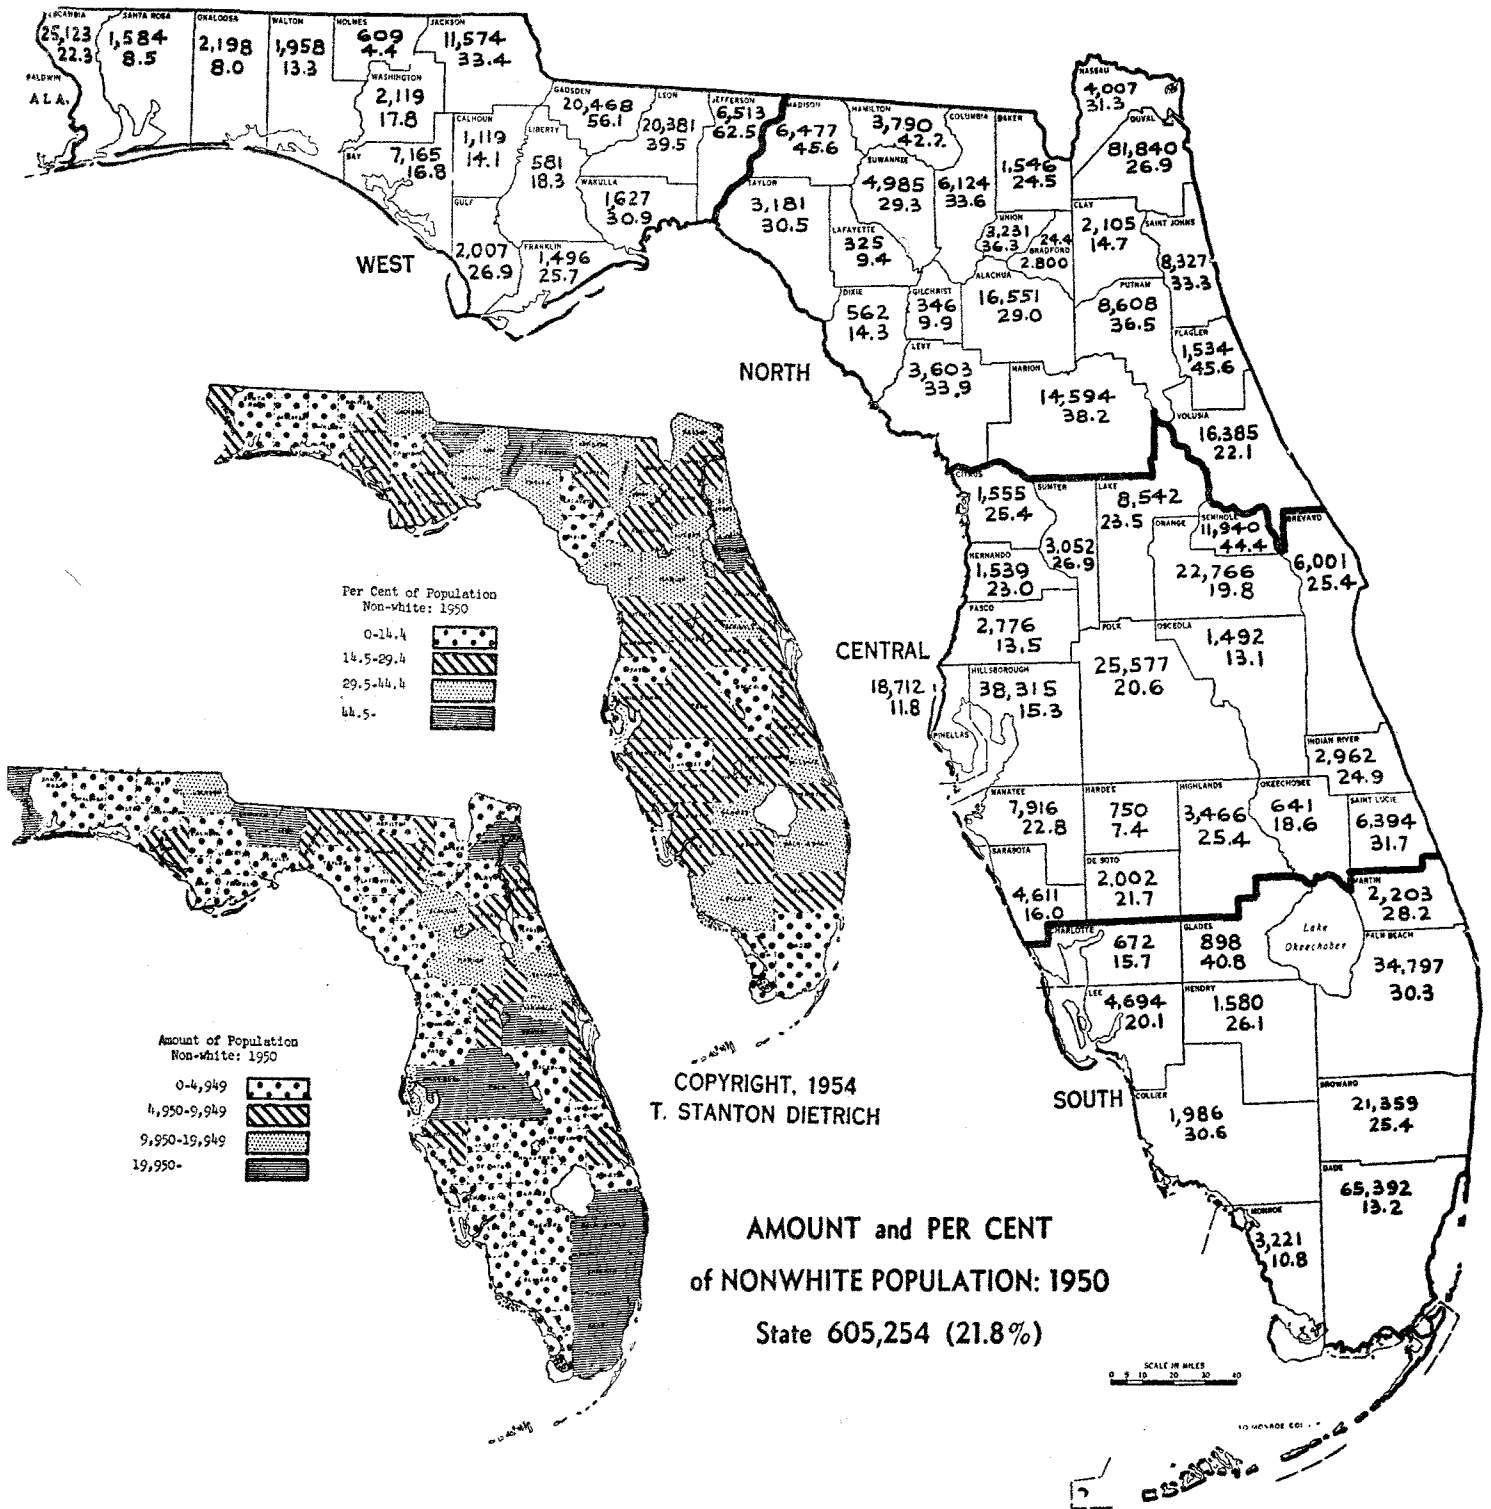 ESCAMBIA
25,123
22.3
SANTA ROSA
1,584
8.5
OKALOOSA
2,198
8.0
WALTON
1,958
13.3
HOLMES
609
4.4
JACKSON
11,574
33.4
BALDWIN
ALA.
WASHINGTON
2,119
17.8
BAY
7,165
16.8
CALHOUN
1,119
14.1
GULF
2,007
26.9
LIBERTY
581
18.3
GADSDEN
20,468
56.1
LEON
20,381
39.5
JEFFERSON
6,513
62.5
WAKULLA
1,627
30.9
FRANKLIN
1,496
25.7
WEST
MADISON
6,477
45.6
HAMILTON
3,790
42.2
COLUMBIA
6,124
33.6
BAKER
1,546
24.5
NASSAU
4,007
31.3
DUVAL
81,840
26.9
TAYLOR
3,181
30.5
SUWANNEE
4,985
29.3
LAFAYETTE
325
9.4
UNION
3,231
36.3
24.4
BRADFORD
2.800
CLAY
2,105
14.7
SAINT JOHNS
8,327
33.3
DIXIE
562
14.3
GILCHRIST
346
9.9
ALACHUA
16,551
29.0
PUTNAM
8,608
36.5
FLAGLER
1,534
45.6
LEVY
3,603
33.9
MARION
14,594
38.2
VOLUSIA
16,385
22.1
NORTH
CITRUS
1,555
25.4
SUMTER
3,052
26.9
LAKE
8,542
23.5
ORANGE
22,766
19.8
SEMINOLE
11,940
44.4
BREVARD
6,001
25.4
HERNANDO
1,539
23.0
PASCO
2,776
13.5
POLK
25,577
20.6
OSCEOLA
1,492
13.1
CENTRAL
18,712
11.8
PINELLAS
HILLSBOROUGH
38,315
15.3
INDIAN RIVER
2,962
24.9
MANATEE
7,916
22.8
HARDEE
750
7.4
HIGHLANDS
3,466
25.4
OKEECHOBEE
641
18.6
SAINT LUCIE
6,394
31.7
SARASOTA
4,611
16.0
DE SOTO
2,002
21.7
MARTIN
2,203
28.2
CHARLOTTE
672
15.7
GLADES
898
40.8
Lake
Okeechobee
PALM BEACH
34,797
30.3
LEE
4,694
20.1
HENDRY
1,580
26.1
SOUTH
COLLIER
1,986
30.6
BROWARD
21,359
25.4
DADE
65,392
13.2
MONROE
3,221
10.8
Per Cent of Population
Non-white: 1950
0-14.4
14.5-29.4
29.5-44.4
44.5-
Amount of Population
Non-white: 1950
0-4,949
4,950-9,949
9,950-19,949
19,950-
COPYRIGHT, 1954
T. STANTON DIETRICH
AMOUNT and PER CENT
of NONWHITE POPULATION: 1950
State 605,254 (21.8%)
SCALE IN MILES
0 5 10 20 30 40
TO MONROE